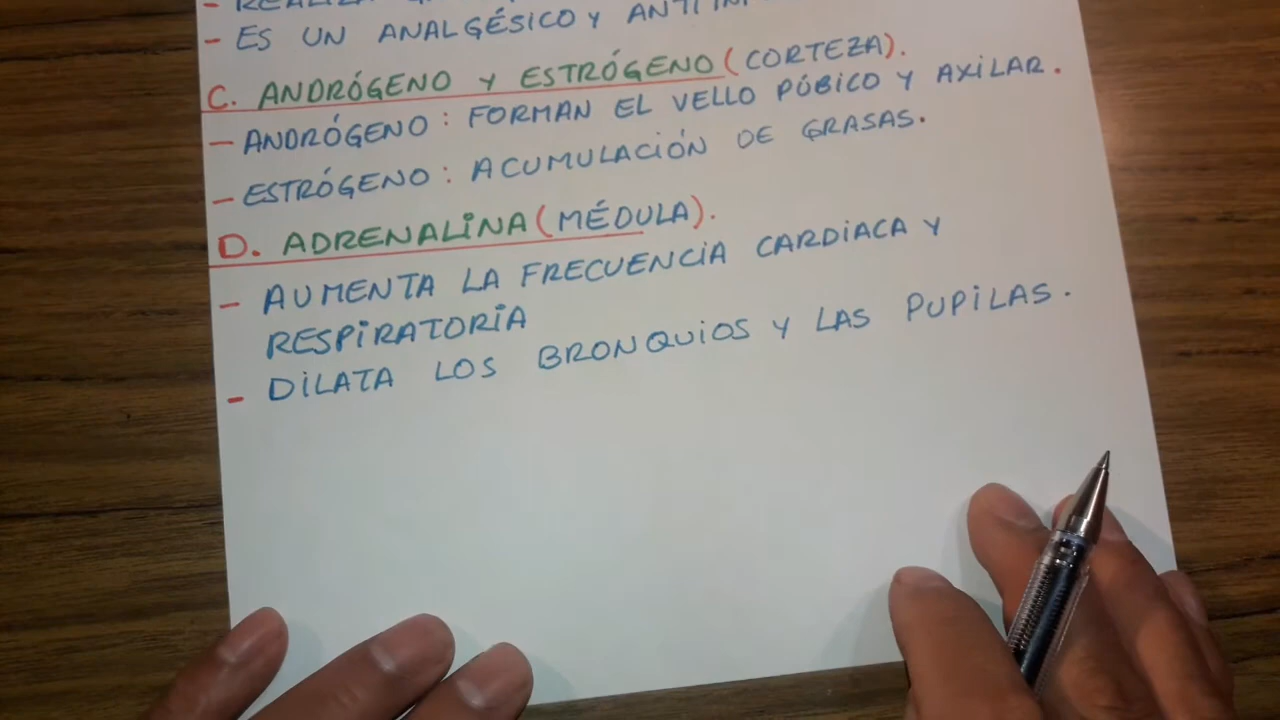 - ES UN ANALGÉSICO Y
C. ANDRÓGENO Y ESTRÓGENO (CORTEZA).
- ANDRÓGENO: FORMAN EL VELLO PÚBICO Y AXILAR.
- ESTRÓGENO: ACUMULACIÓN DE GRASAS.
D. ADRENALINA (MÉDULA).
- AUMENTA LA FRECUENCIA CARDIACA Y
RESPIRATORIA
- DILATA LOS BRONQUIOS Y LAS PUPILAS.